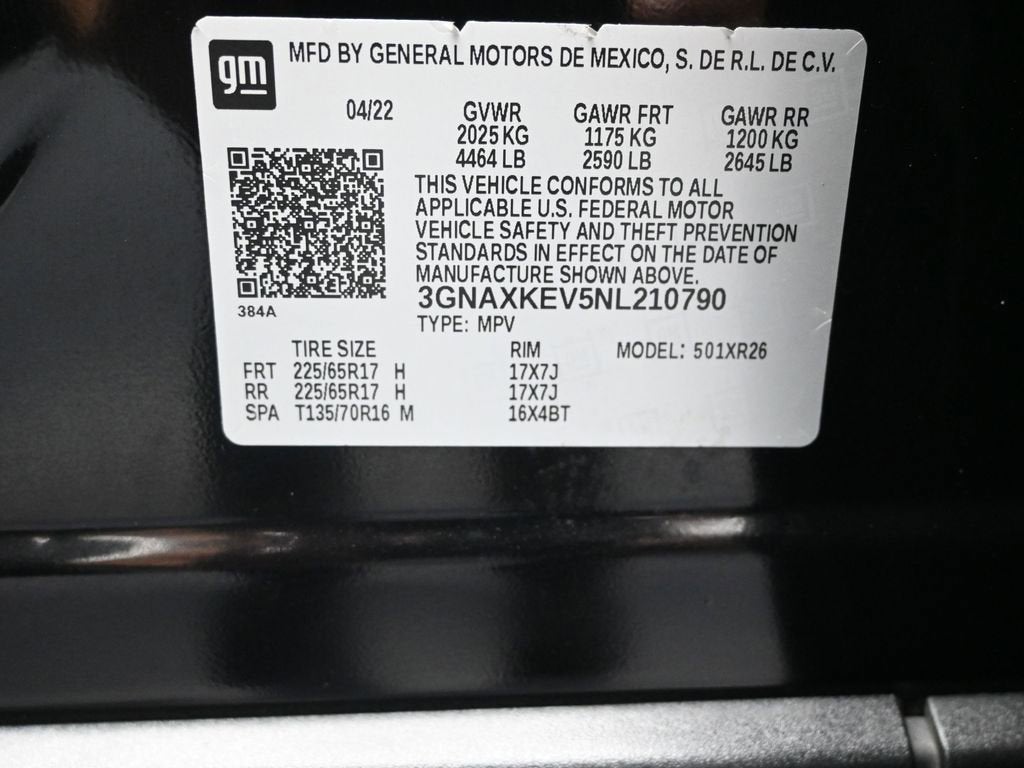 gm
MFD BY GENERAL MOTORS DE MEXICO, S. DE R.L. DE C.V.
04/22 GVWR GAWR FRT GAWR RR
2025 KG 1175 KG 1200 KG
4464 LB 2590 LB 2645 LB
THIS VEHICLE CONFORMS TO ALL
APPLICABLE U.S. FEDERAL MOTOR
VEHICLE SAFETY AND THEFT PREVENTION
STANDARDS IN EFFECT ON THE DATE OF
MANUFACTURE SHOWN ABOVE.
3GNAXKEV5NL210790
384A
TYPE: MPV
TIRE SIZE RIM MODEL: 501XR26
FRT 225/65R17 H 17X7J
RR 225/65R17 H 17X7J
SPA T135/70R16 M 16X4BT